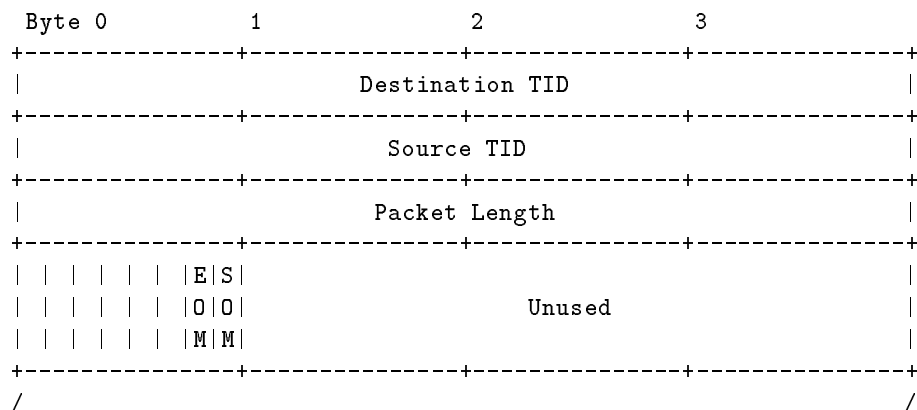 Byte 0 1 2 3
+---------------+---------------+---------------+---------------+
| Destination TID |
+---------------+---------------+---------------+---------------+
| Source TID |
+---------------+---------------+---------------+---------------+
| Packet Length |
+---------------+---------------+---------------+---------------+
| | | | | | |E|S| |
| | | | | | |O|O| Unused |
| | | | | | |M|M| |
+---------------+---------------+---------------+---------------+
/ /